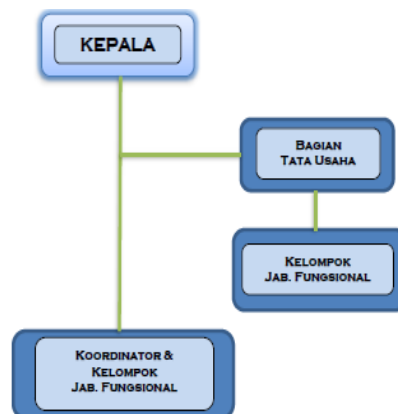 KEPALA
BAGIAN
TATA USAHA
KELOMPOK
JAB. FUNGSIONAL
KOORDINATOR &
KELOMPOK
JAB. FUNGSIONAL